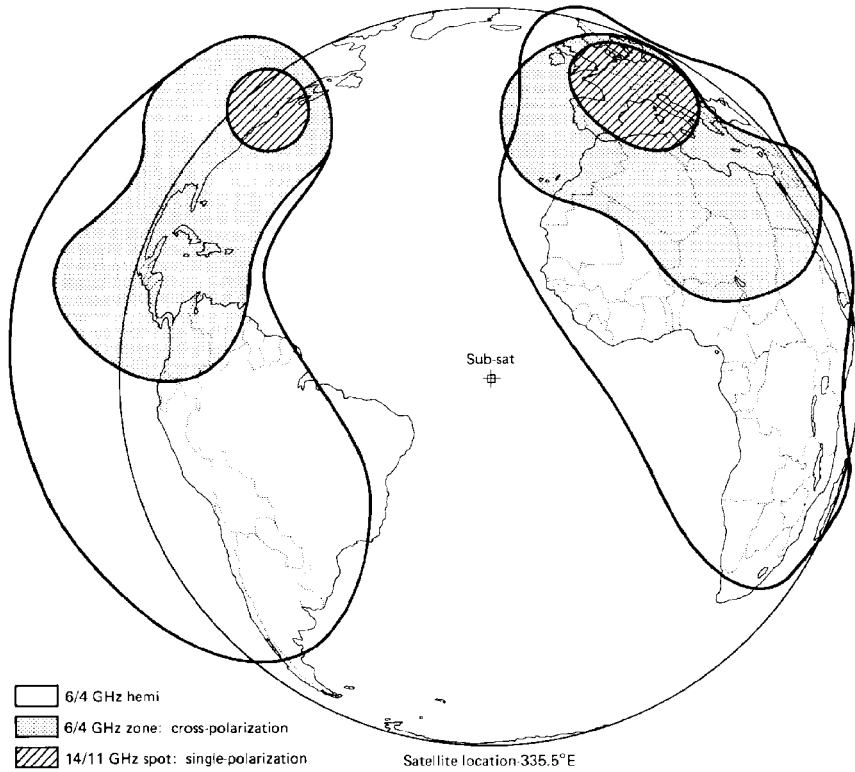 Sub-sat
6/4 GHz hemi
6/4 GHz zone: cross-polarization
14/11 GHz spot: single-polarization
Satellite location-335.5°E